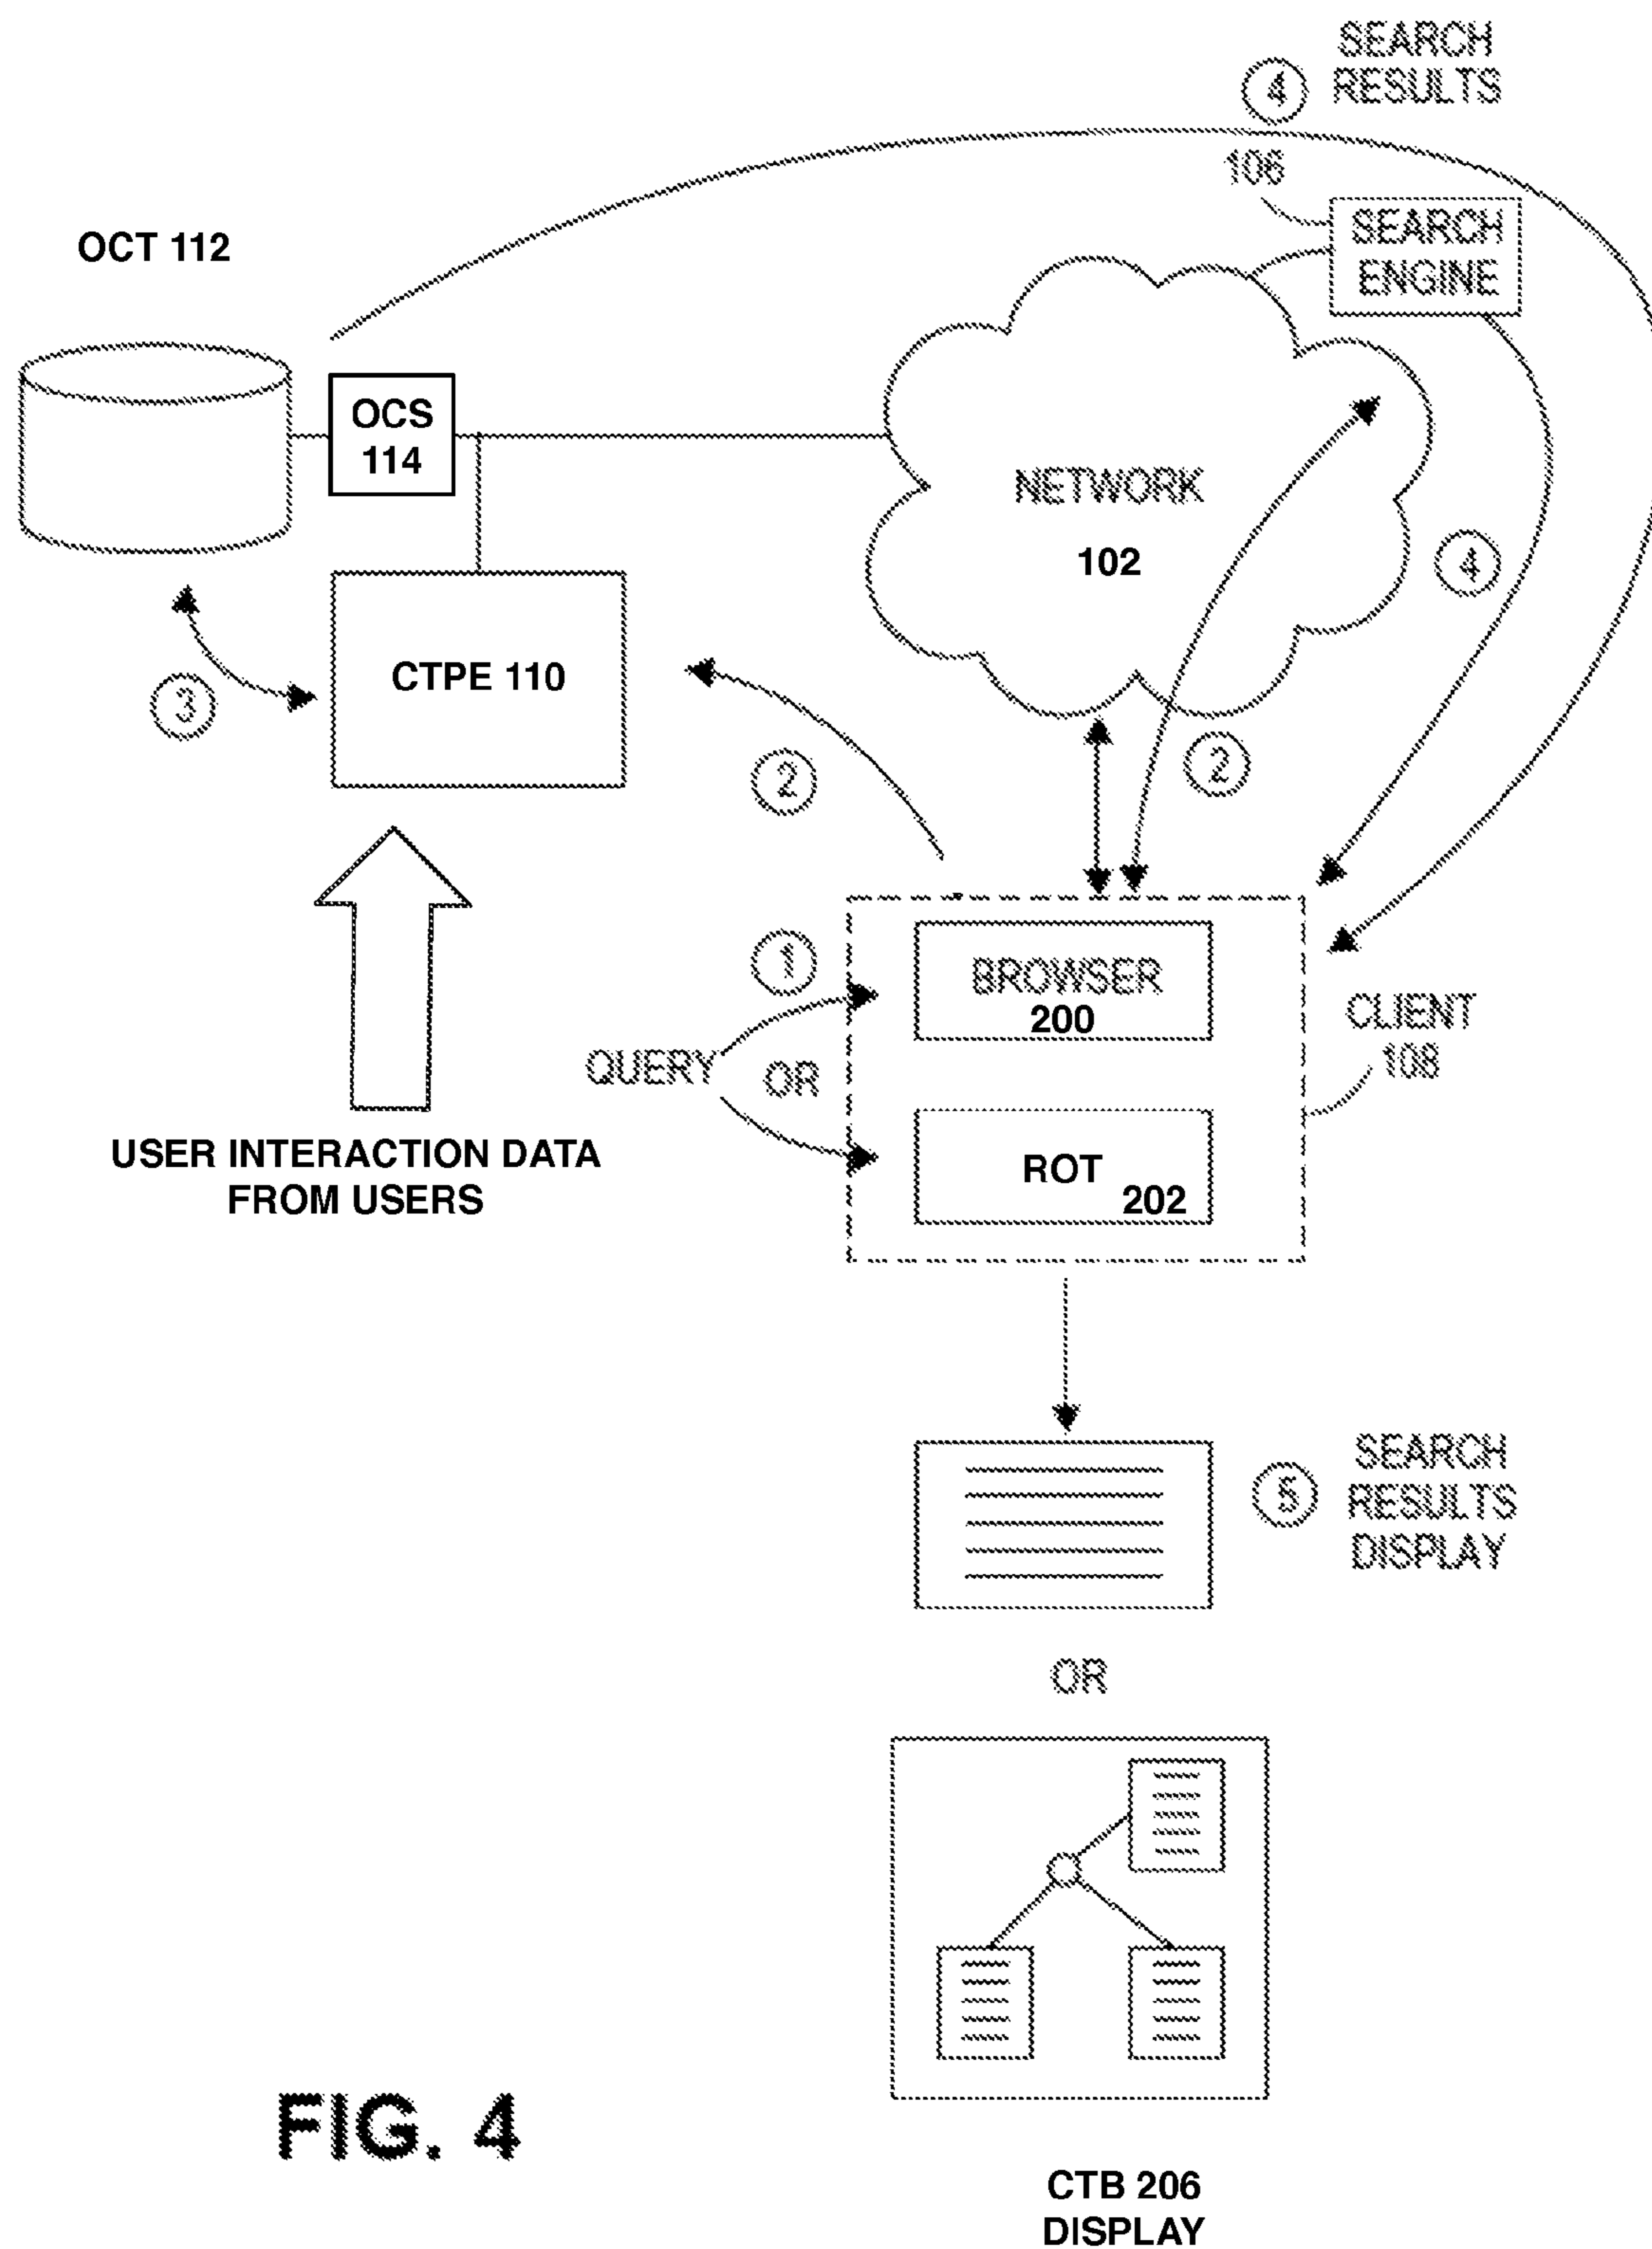 SEARCH
④ RESULTS
106
SEARCH
ENGINE
OCT 112
OCS
114
NETWORK
102
④
CTPE 110
③
②
②
①
BROWSER
200
CLIENT
108
QUERY OR
ROT
202
USER INTERACTION DATA
FROM USERS
SEARCH
⑤ RESULTS
DISPLAY
OR
FIG. 4
CTB 206
DISPLAY